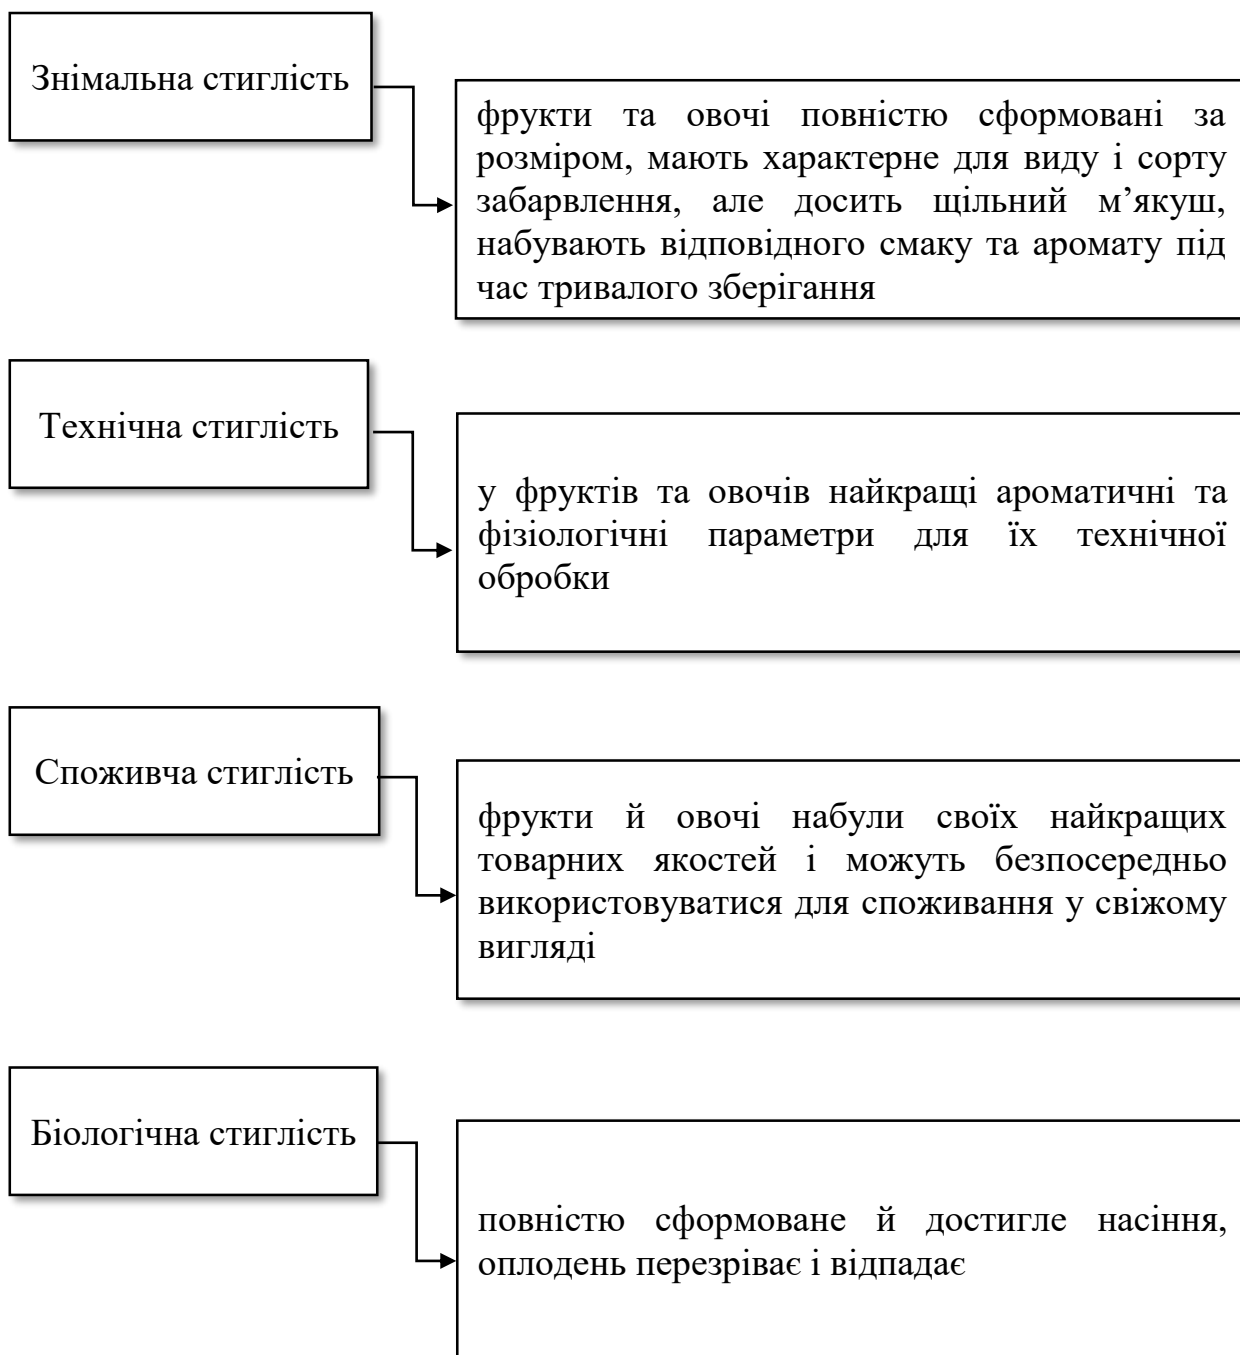 Знімальна стиглість
фрукти та овочі повністю сформовані за
розміром, мають характерне для виду і сорту
забарвлення, але досить щільний м’якуш,
набувають відповідного смаку та аромату під
час тривалого зберігання
Технічна стиглість
у фруктів та овочів найкращі ароматичні та
фізіологічні параметри для їх технічної
обробки
Споживча стиглість
фрукти й овочі набули своїх найкращих
товарних якостей і можуть безпосередньо
використовуватися для споживання у свіжому
вигляді
Біологічна стиглість
повністю сформоване й достигле насіння,
оплодень перезріває і відпадає